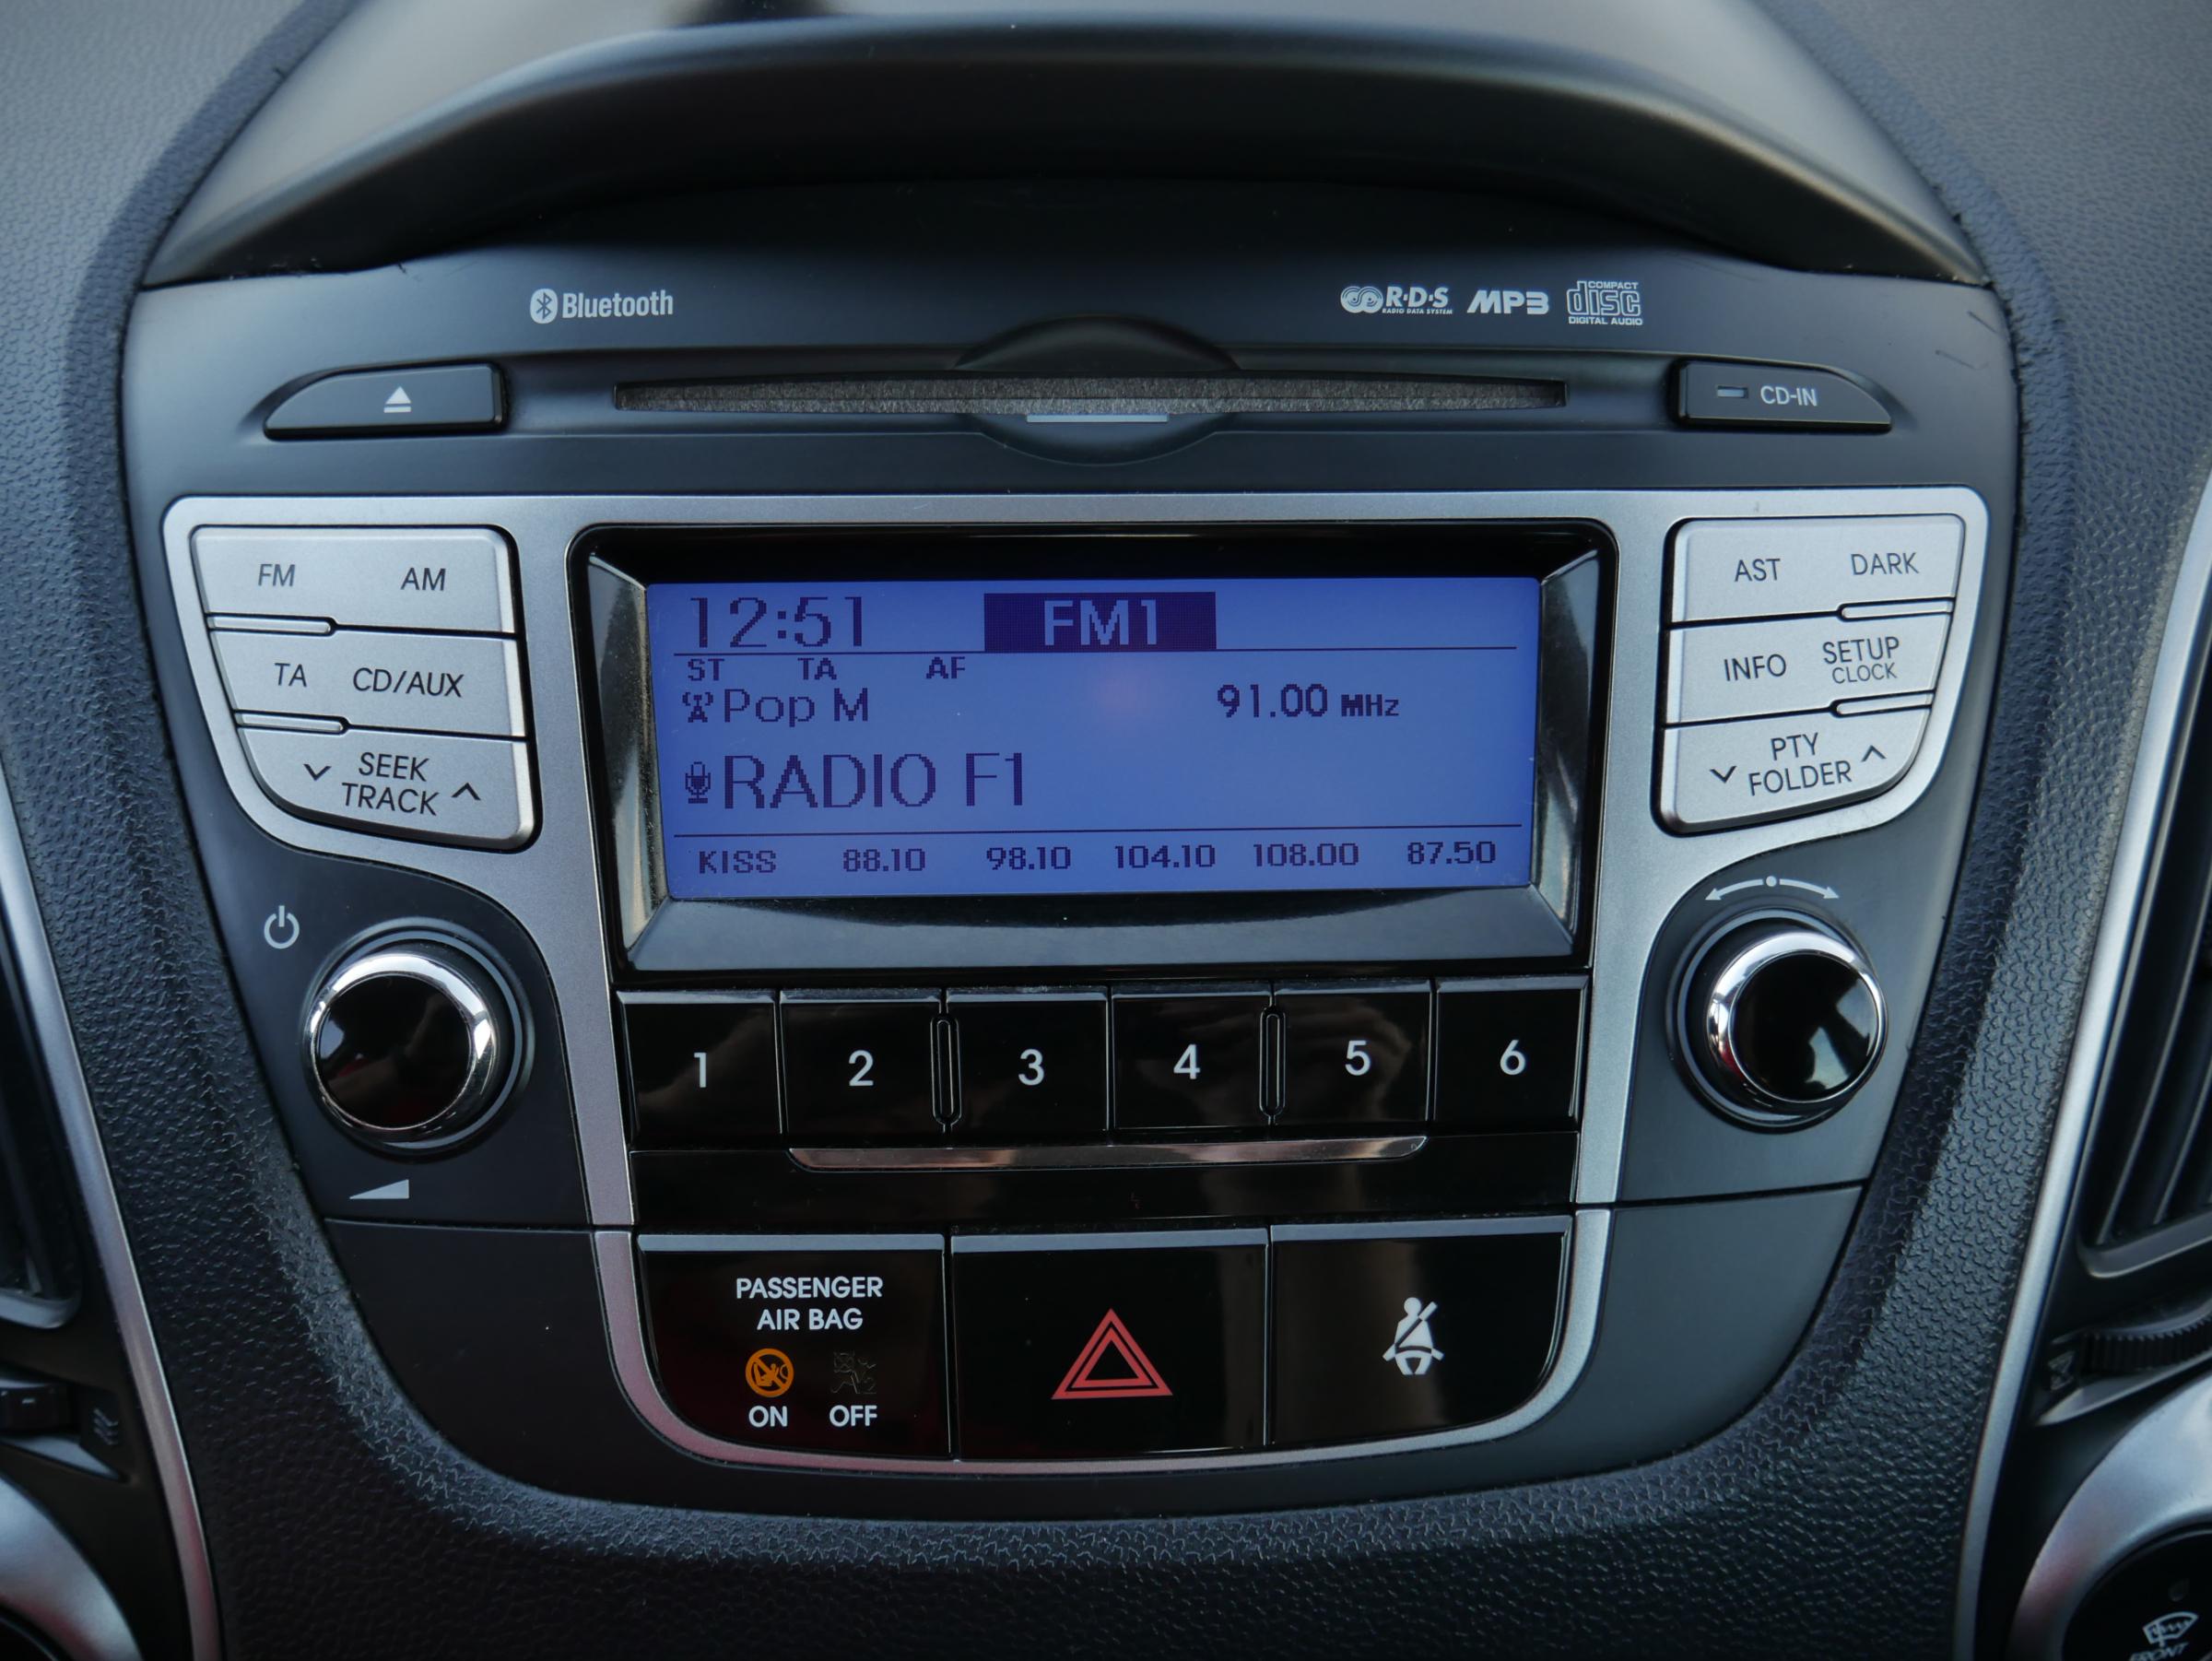 Bluetooth
R·D·S
RADIO DATA SYSTEM
MP3
COMPACT
disc
DIGITAL AUDIO
CD-IN
FM AM
TA CD/AUX
SEEK
TRACK
12:51 FM1
ST TA AF
Pop M 91.00 MHz
RADIO F1
KISS 88.10 98.10 104.10 108.00 87.50
AST DARK
INFO SETUP
CLOCK
PTY
FOLDER
1 2 3 4 5 6
PASSENGER
AIR BAG
ON OFF
FRONT